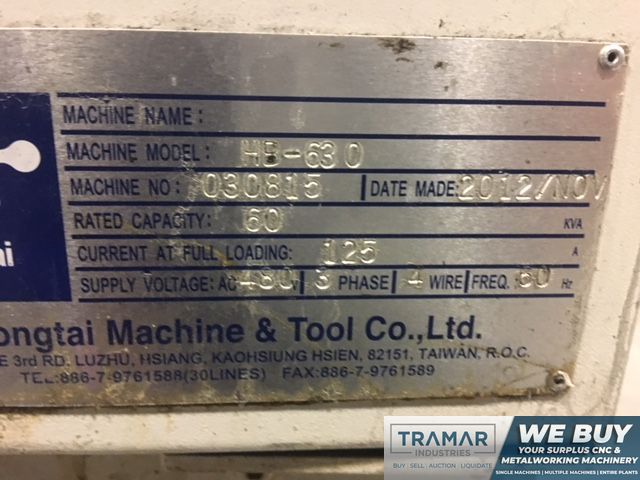 MACHINE NAME:
MACHINE MODEL: HB-630
MACHINE NO: 030815 DATE MADE: 2012/NOV
RATED CAPACITY: 60 KVA
CURRENT AT FULL LOADING: 125 A
SUPPLY VOLTAGE: AC 480 3 PHASE 4 WIRE FREQ. 60 Hz
ai
ongtai Machine & Tool Co.,Ltd.
E 3rd RD. LUZHU, HSIANG, KAOHSIUNG HSIEN, 82151, TAIWAN, R.O.C.
TEL:886-7-9761588(30LINES) FAX:886-7-9761589
TRAMAR
INDUSTRIES
BUY | SELL | AUCTION | LIQUIDATE
WE BUY
YOUR SURPLUS CNC &
METALWORKING MACHINERY
SINGLE MACHINES | MULTIPLE MACHINES | ENTIRE PLANTS